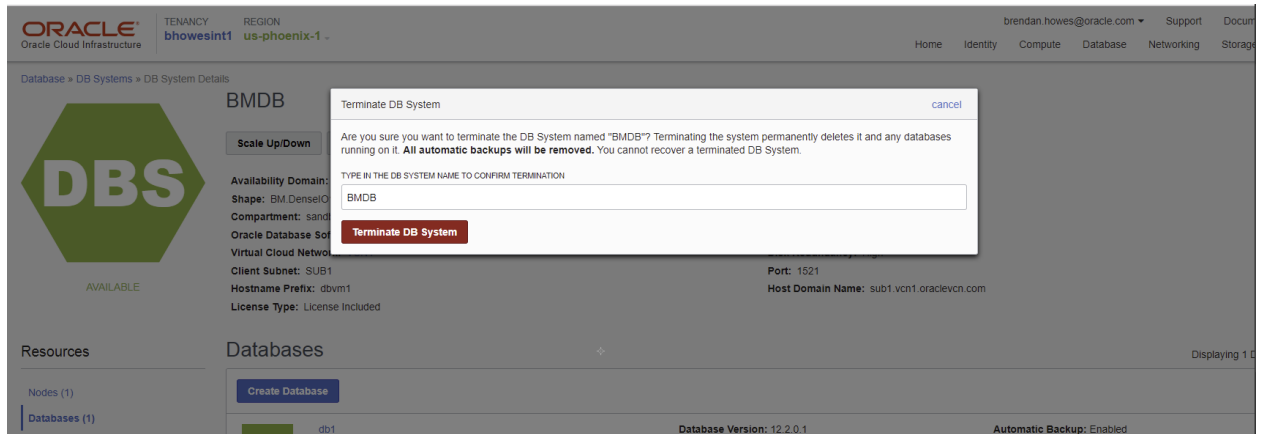 ORACLE®
Oracle Cloud Infrastructure
TENANCY
bhowesint1
REGION
us-phoenix-1
brendan.howes@oracle.com Support
Home Identity Compute Database Networking Storage
Database » DB Systems » DB System Details
DBS
AVAILABLE
BMDB
Scale Up/Down
Terminate DB System cancel
Are you sure you want to terminate the DB System named "BMDB"? Terminating the system permanently deletes it and any databases
running on it. All automatic backups will be removed. You cannot recover a terminated DB System.
TYPE IN THE DB SYSTEM NAME TO CONFIRM TERMINATION
BMDB
Terminate DB System
Availability Domain:
Shape: BM.DenseIO
Compartment:
Oracle Database
Virtual Cloud
Client Subnet: SUB1
Hostname Prefix: dbvm1
License Type: License Included
Port: 1521
Host Domain Name: sub1.vcn1.oraclevcn.com
Resources
Nodes (1)
Databases (1)
Databases
Displaying 1
Create Database
db1
Database Version: 12.2.0.1
Automatic Backup: Enabled